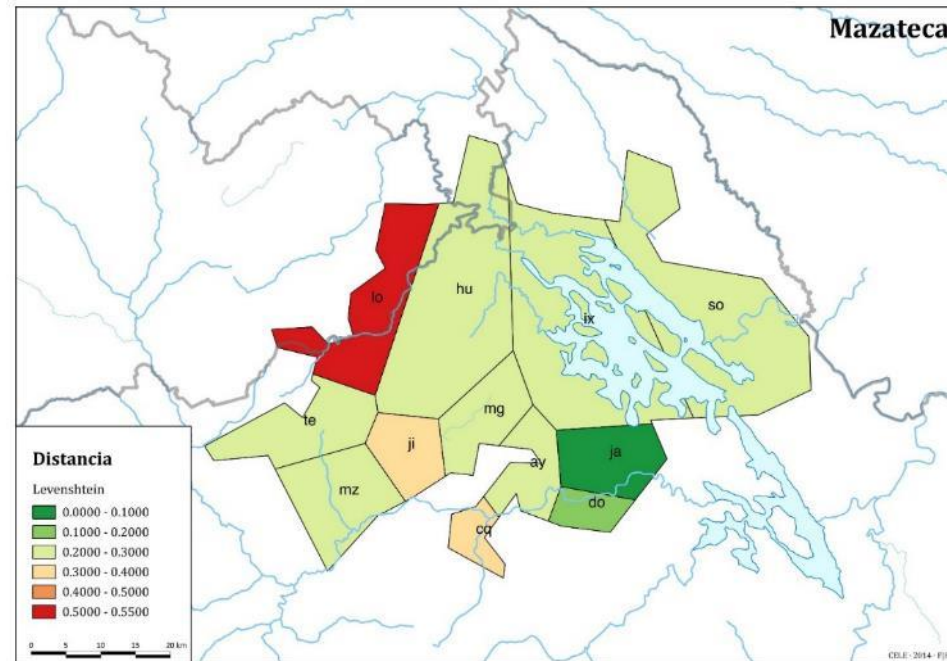 Mazateca
lo
hu
ix
so
te
ji
mg
ay
ja
mz
do
cq
Distancia
Levenshtein
0.0000 - 0.1000
0.1000 - 0.2000
0.2000 - 0.3000
0.3000 - 0.4000
0.4000 - 0.5000
0.5000 - 0.5500
0 5 10 15 20 km
CELE - 2014 -